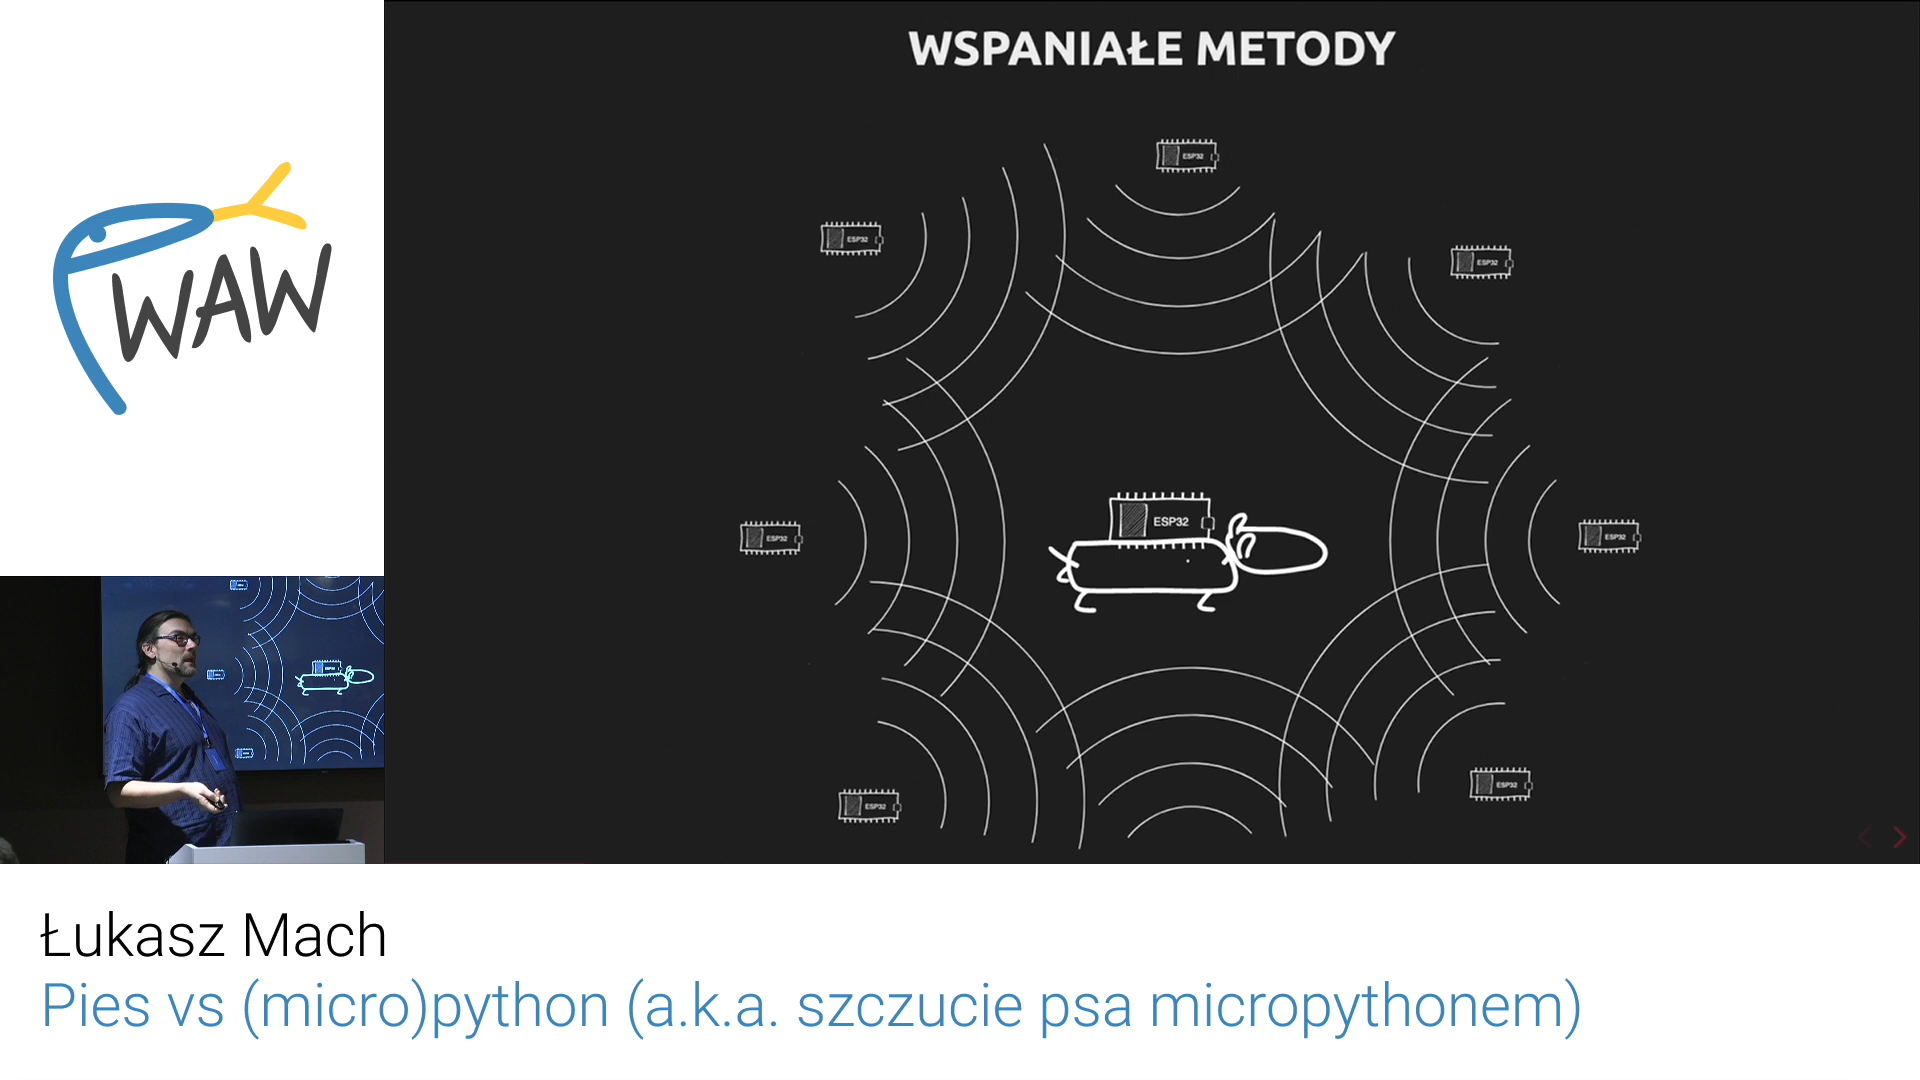 WSPANIAŁE METODY
ESP32
ESP32
ESP32
ESP32
ESP32
ESP32
ESP32
ESP32
WAW
Łukasz Mach
Pies vs (micro)python (a.k.a. szczucie psa micropythonem)